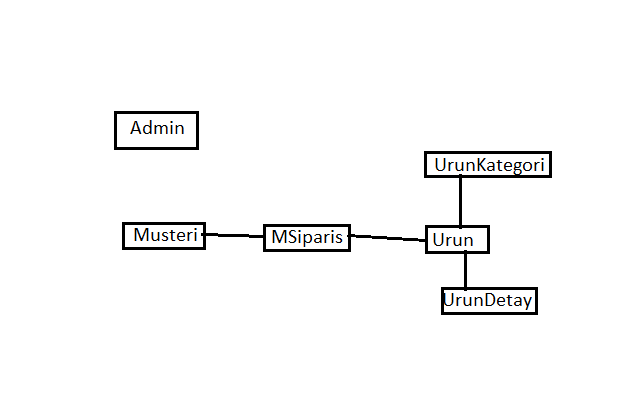 Admin
UrunKategori
Musteri
MSiparis
Urun
UrunDetay